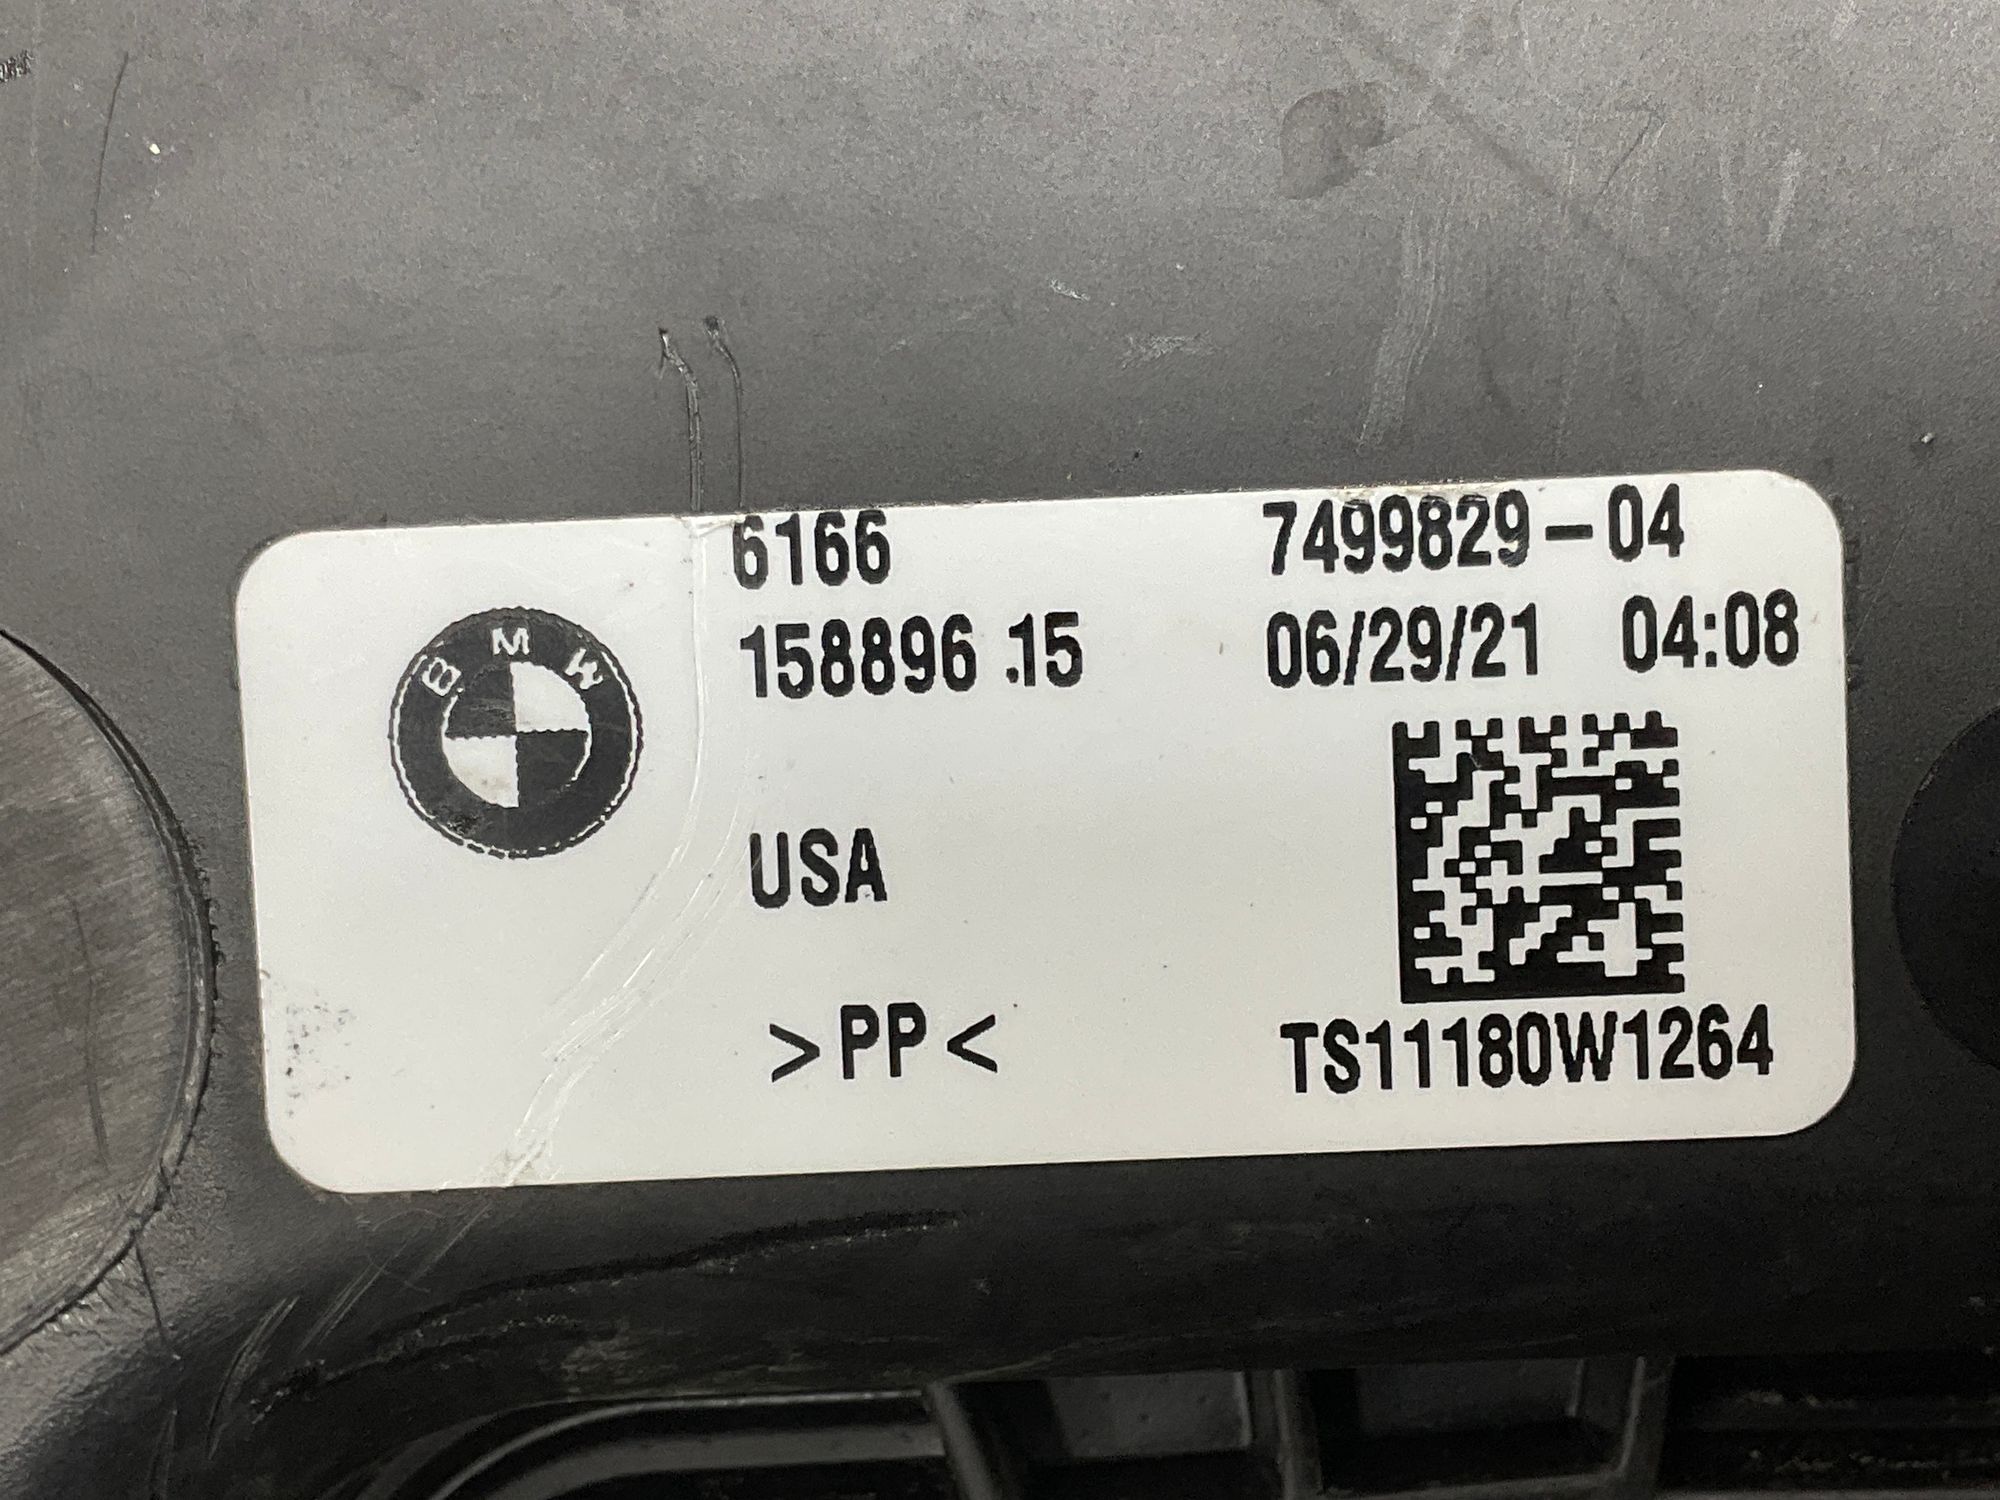 6166 7499829-04
158896.15 06/29/21 04:08
BMW
USA
>PP< TS11180W1264